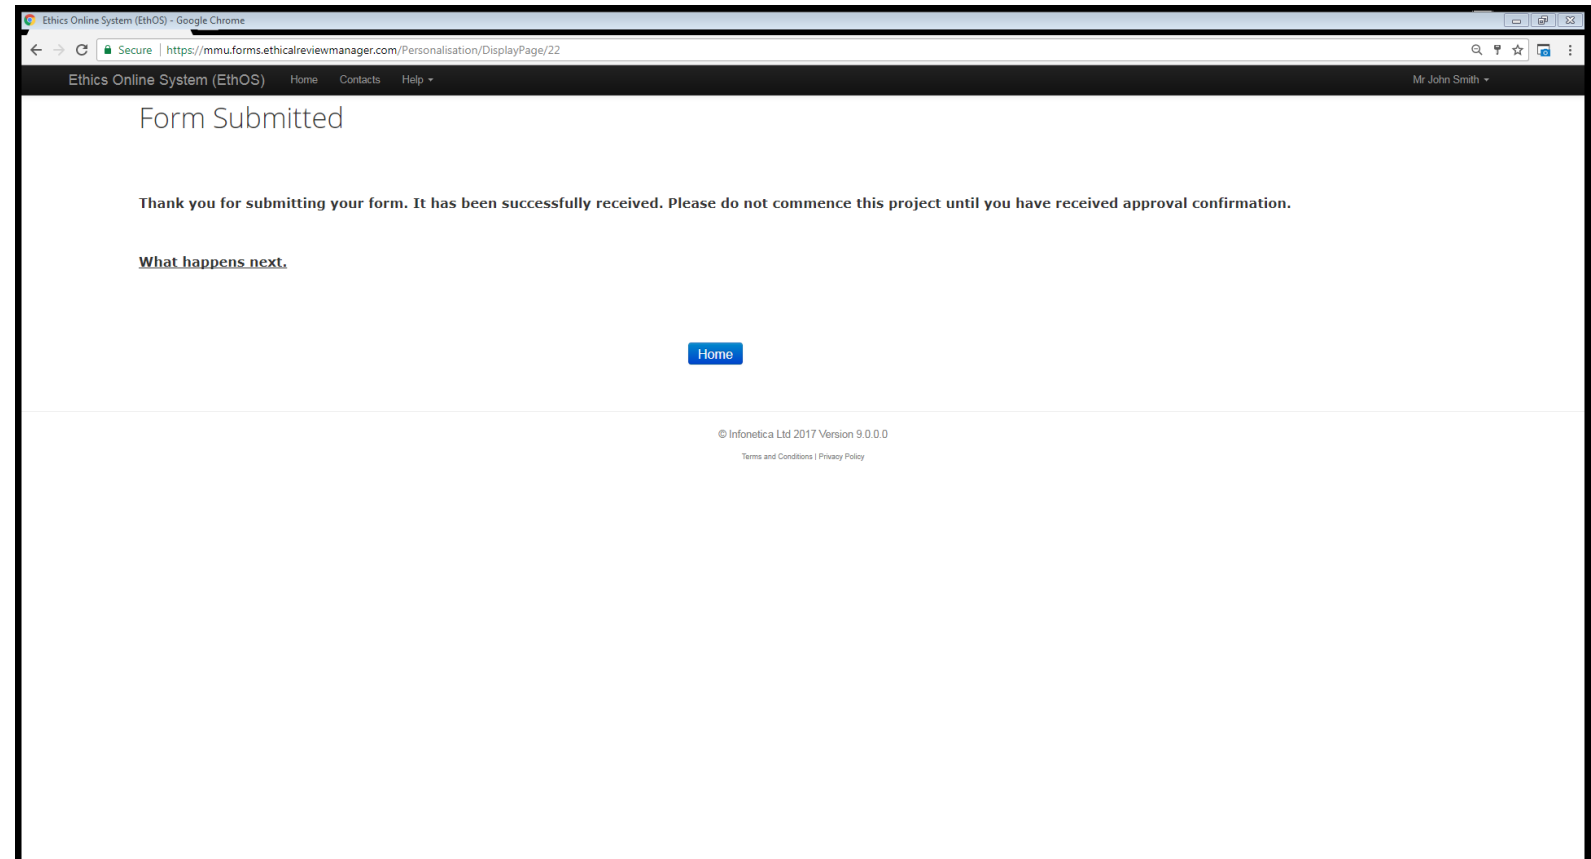 Ethics Online System (EthOS) - Google Chrome
Secure | https://mmu.forms.ethicalreviewmanager.com/Personalisation/DisplayPage/22
Ethics Online System (EthOS) Home Contacts Help Mr John Smith
Form Submitted
Thank you for submitting your form. It has been successfully received. Please do not commence this project until you have received approval confirmation.
What happens next.
Home
© Infonetica Ltd 2017 Version 9.0.0.0
Terms and Conditions | Privacy Policy